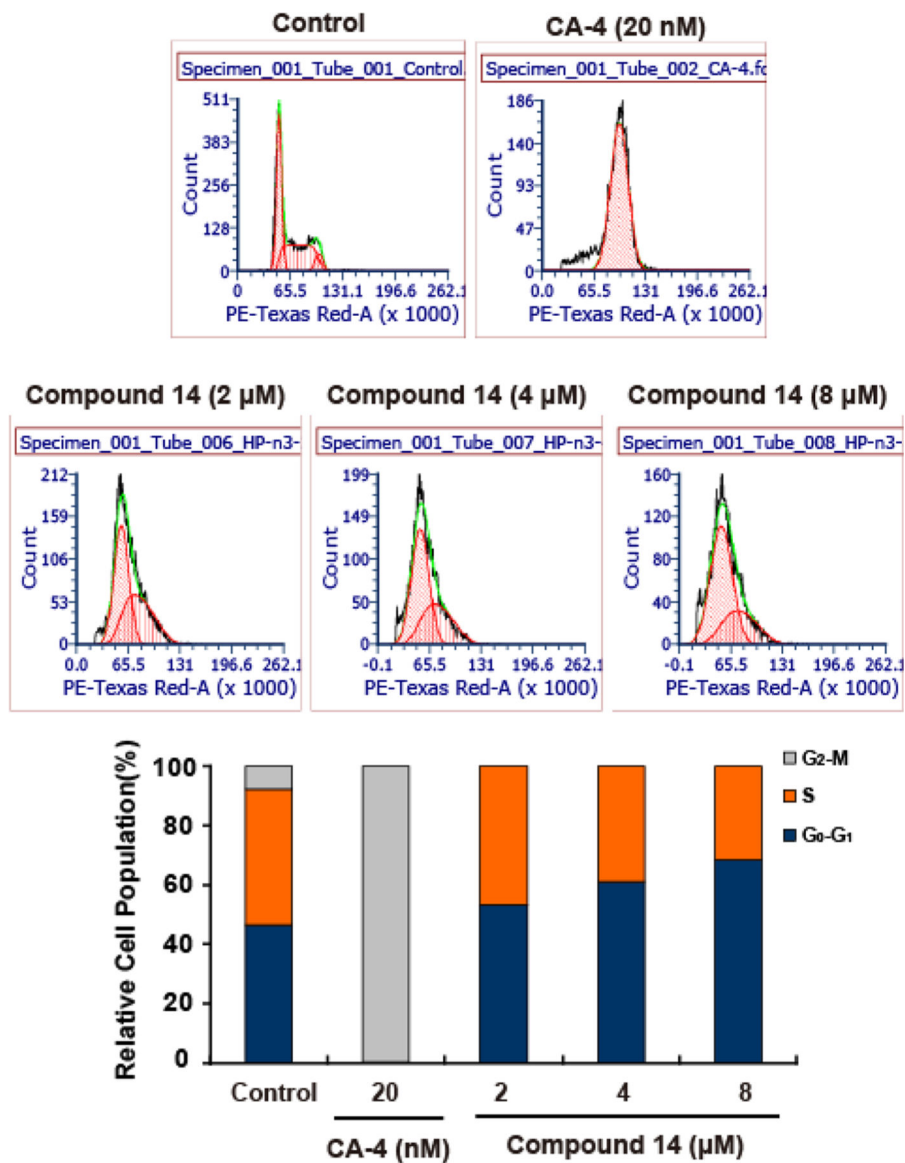 Control
CA-4 (20 nM)
Specimen_001_Tube_001_Control.
Specimen_001_Tube_002_CA-4.fc
511
383
256
128
0
Count
0
65.5
131.1
196.6
262.1
PE-Texas Red-A (x 1000)
186
140
93
47
0
Count
0.0
65.5
131.1
196.6
262.1
PE-Texas Red-A (x 1000)
Compound 14 (2 μM)
Compound 14 (4 μM)
Compound 14 (8 μM)
Specimen_001_Tube_006_HP-n3-
Specimen_001_Tube_007_HP-n3-
Specimen_001_Tube_008_HP-n3-
212
159
106
53
0
Count
0.0
65.5
131
196.6
262.1
PE-Texas Red-A (x 1000)
199
149
100
50
0
Count
-0.1
65.5
131
196.6
262.1
PE-Texas Red-A (x 1000)
160
120
80
40
0
Count
-0.1
65.5
131
196.6
262.1
PE-Texas Red-A (x 1000)
Relative Cell Population(%)
100
80
60
40
20
0
G₂-M
S
G₀-G₁
Control
20
2
4
8
CA-4 (nM)
Compound 14 (μM)